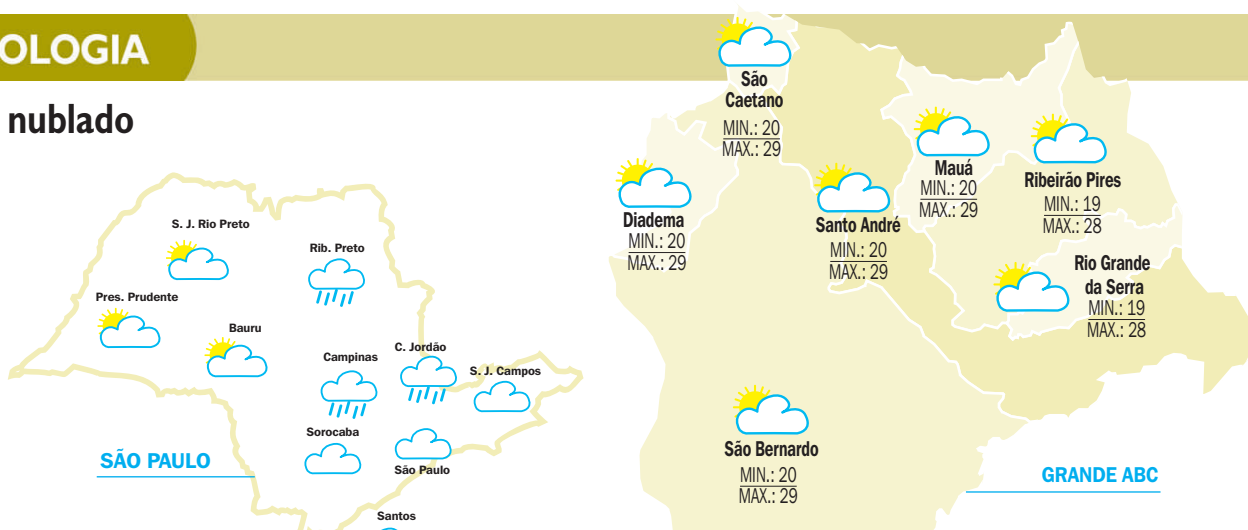 OLOGIA
nublado
S. J. Rio Preto
Rib. Preto
Pres. Prudente
Bauru
Campinas
C. Jordão
S. J. Campos
Sorocaba
São Paulo
SÃO PAULO
Santos
São
Caetano
MIN.: 20
MAX.: 29
Diadema
MIN.: 20
MAX.: 29
Santo André
MIN.: 20
MAX.: 29
Mauá
MIN.: 20
MAX.: 29
Ribeirão Pires
MIN.: 19
MAX.: 28
Rio Grande
da Serra
MIN.: 19
MAX.: 28
São Bernardo
MIN.: 20
MAX.: 29
GRANDE ABC